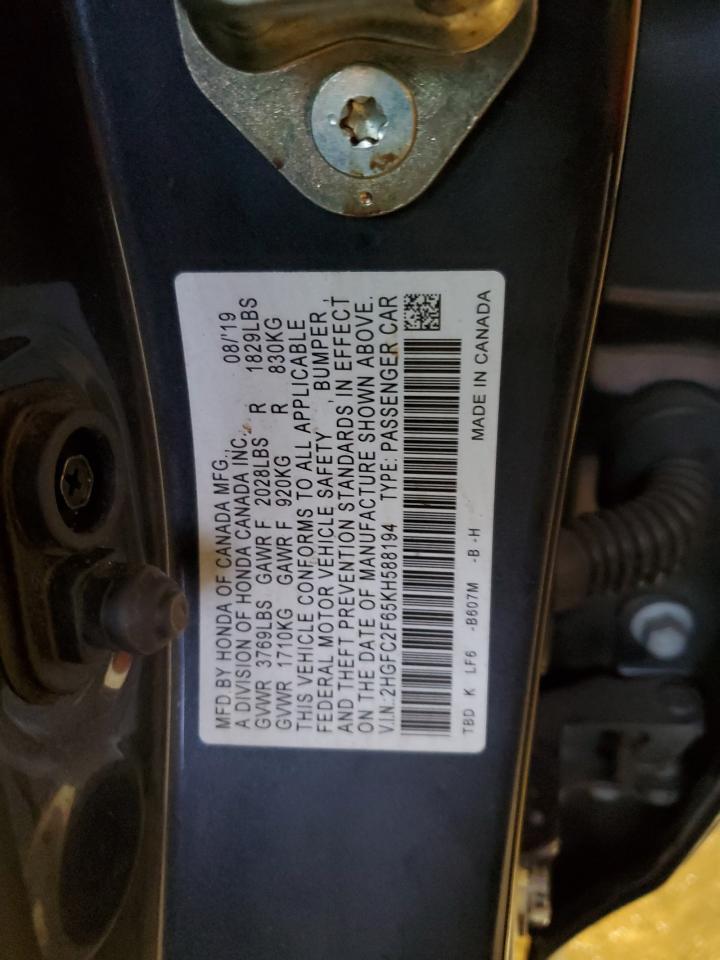 MFD.BY HONDA OF CANADA MFG., 08/'19
A DIVISION OF HONDA CANADA INC.
GVWR 3769LBS GAWR F 2028LBS R 1829LBS
GVWR 1710KG GAWR F 920KG R 830KG
THIS VEHICLE CONFORMS TO ALL APPLICABLE
FEDERAL MOTOR VEHICLE SAFETY , BUMPER,
AND THEFT PREVENTION STANDARDS IN EFFECT
ON THE DATE OF MANUFACTURE SHOWN ABOVE.
V.I.N.:2HGFC2F65KH588194 TYPE: PASSENGER CAR
TBD K LF6 -B607M -B -H MADE IN CANADA